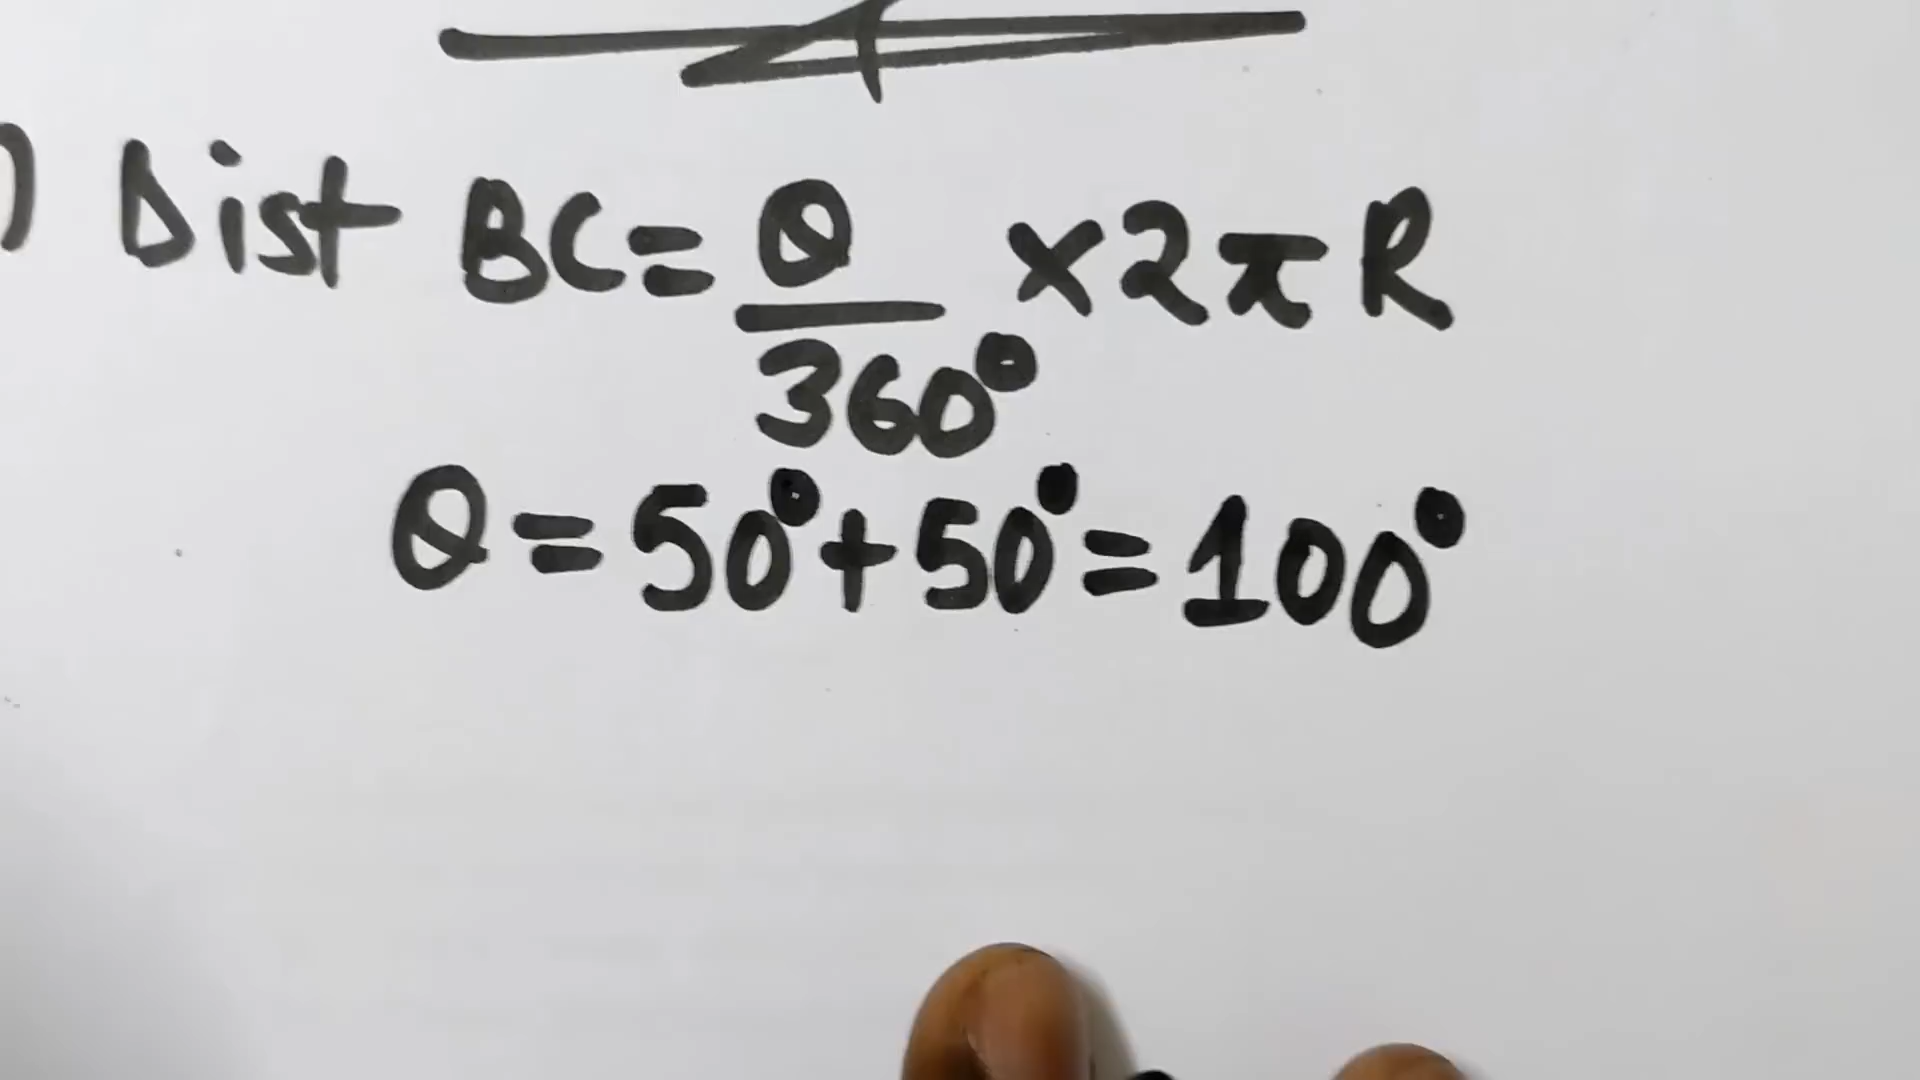 ) Dist BC = θ/360° × 2πR
θ = 50° + 50° = 100°